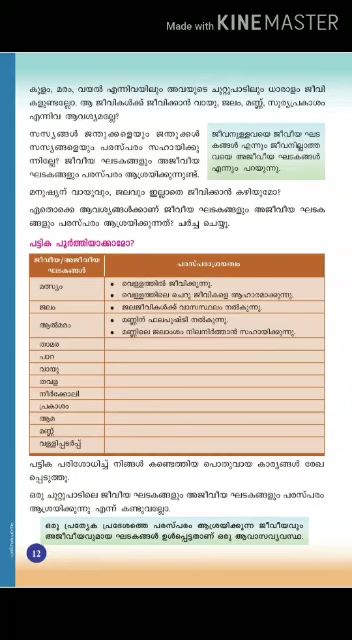 Made with KINEMASTER
കുളം, മരം, വയൽ എന്നിവയിലും അവയുടെ ചുറ്റുപാടിലും ധാരാളം ജീവി
കളുണ്ടല്ലോ. ആ ജീവികൾക്ക് ജീവിക്കാൻ വായു, ജലം, മണ്ണ്, സൂര്യപ്രകാശം
എന്നിവ ആവശ്യമല്ലേ?
സസ്യങ്ങൾ ജന്തുക്കളെയും ജന്തുക്കൾ
സസ്യങ്ങളെയും പരസ്പരം സഹായിക്കു
ന്നില്ലേ? ജീവീയ ഘടകങ്ങളും അജീവീയ
ഘടകങ്ങളും പരസ്പരം ആശ്രയിക്കുന്നുണ്ട്.
ജീവനുള്ളവയെ ജീവീയ ഘട
കങ്ങൾ എന്നും ജീവനില്ലാത്ത
വയെ അജീവീയ ഘടകങ്ങൾ
എന്നും പറയുന്നു.
മനുഷ്യന് വായുവും, ജലവും ഇല്ലാതെ ജീവിക്കാൻ കഴിയുമോ?
ഏതൊക്കെ ആവശ്യങ്ങൾക്കാണ് ജീവീയ ഘടകങ്ങളും അജീവീയ ഘടക
ങ്ങളും പരസ്പരം ആശ്രയിക്കുന്നത്? ചർച്ച ചെയ്യൂ.
പട്ടിക പൂർത്തിയാക്കാമോ?
ജീവീയ/അജീവീയ
ഘടകങ്ങൾ
പരസ്പരാശ്രയത്വം
മത്സ്യം
• വെള്ളത്തിൽ ജീവിക്കുന്നു.
• വെള്ളത്തിലെ ചെറു ജീവികളെ ആഹാരമാക്കുന്നു.
ജലം
• ജലജീവികൾക്ക് വാസസ്ഥലം നൽകുന്നു.
ആൽമരം
• മണ്ണിന് ഫലപുഷ്ടി നൽകുന്നു.
• മണ്ണിലെ ജലാംശം നിലനിർത്താൻ സഹായിക്കുന്നു.
താമര
പാറ
വായു
തവള
നീർക്കോലി
പ്രകാശം
ആമ
മണ്ണ്
വള്ളിപ്പടർപ്പ്
പട്ടിക പരിശോധിച്ച് നിങ്ങൾ കണ്ടെത്തിയ പൊതുവായ കാര്യങ്ങൾ രേഖ
പ്പെടുത്തൂ.
ഒരു ചുറ്റുപാടിലെ ജീവീയ ഘടകങ്ങളും അജീവീയ ഘടകങ്ങളും പരസ്പരം
ആശ്രയിക്കുന്നു എന്ന് കണ്ടുവല്ലോ.
ഒരു പ്രത്യേക പ്രദേശത്തെ പരസ്പരം ആശ്രയിക്കുന്ന ജീവീയവും
അജീവീയവുമായ ഘടകങ്ങൾ ഉൾപ്പെട്ടതാണ് ഒരു ആവാസവ്യവസ്ഥ.
12